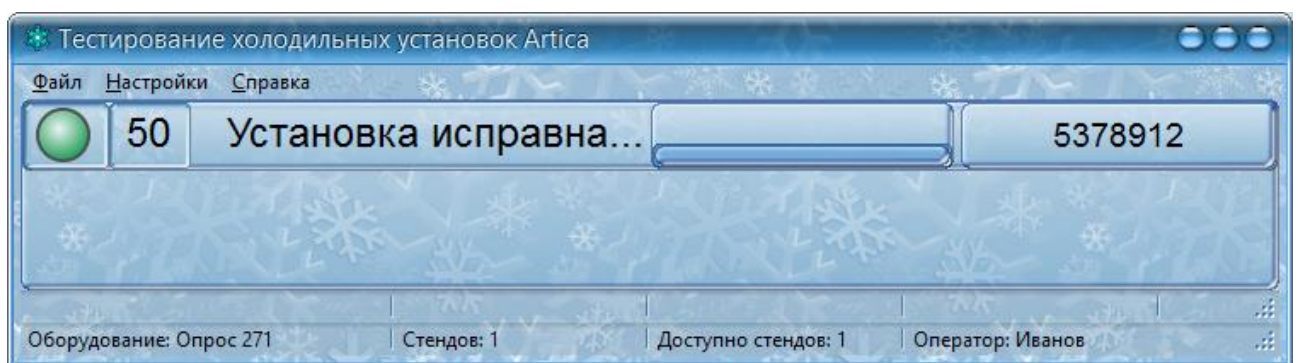 Тестирование холодильных установок Artica
Файл Настройки Справка
50 Установка исправна... 5378912
Оборудование: Опрос 271 Стендов: 1 Доступно стендов: 1 Оператор: Иванов